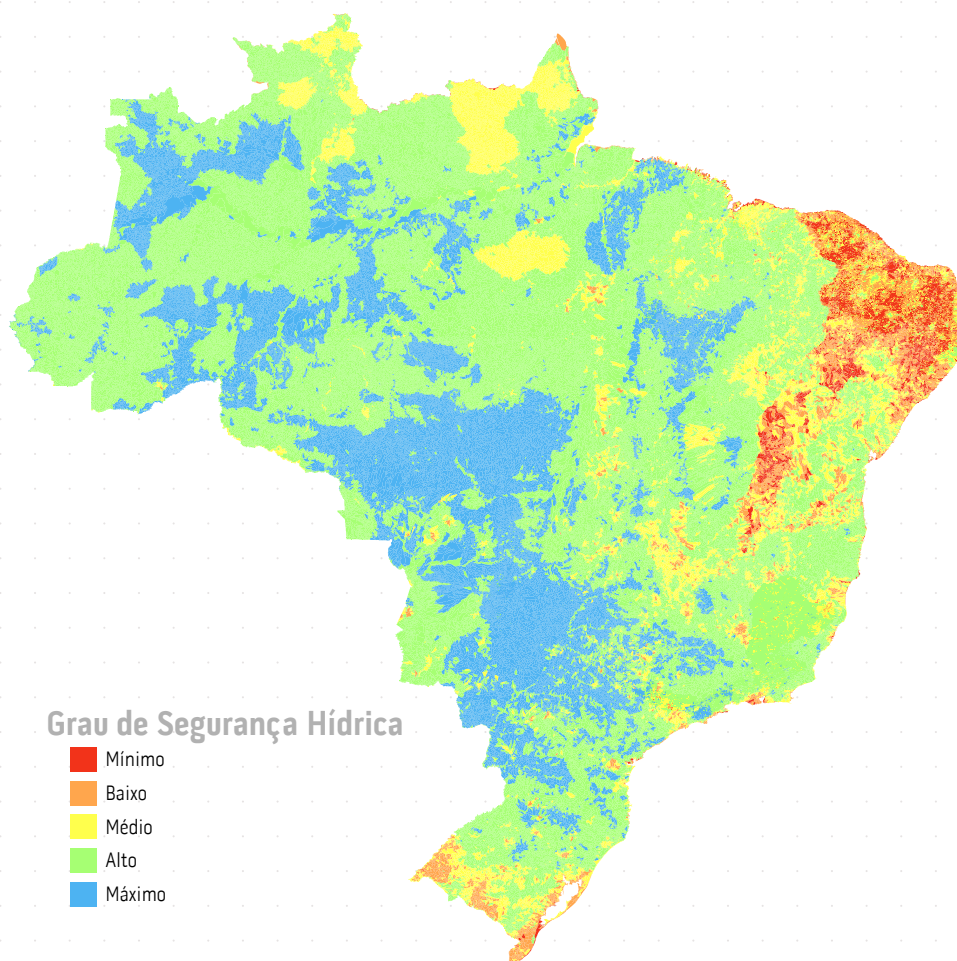 Grau de Segurança Hídrica
Mínimo
Baixo
Médio
Alto
Máximo